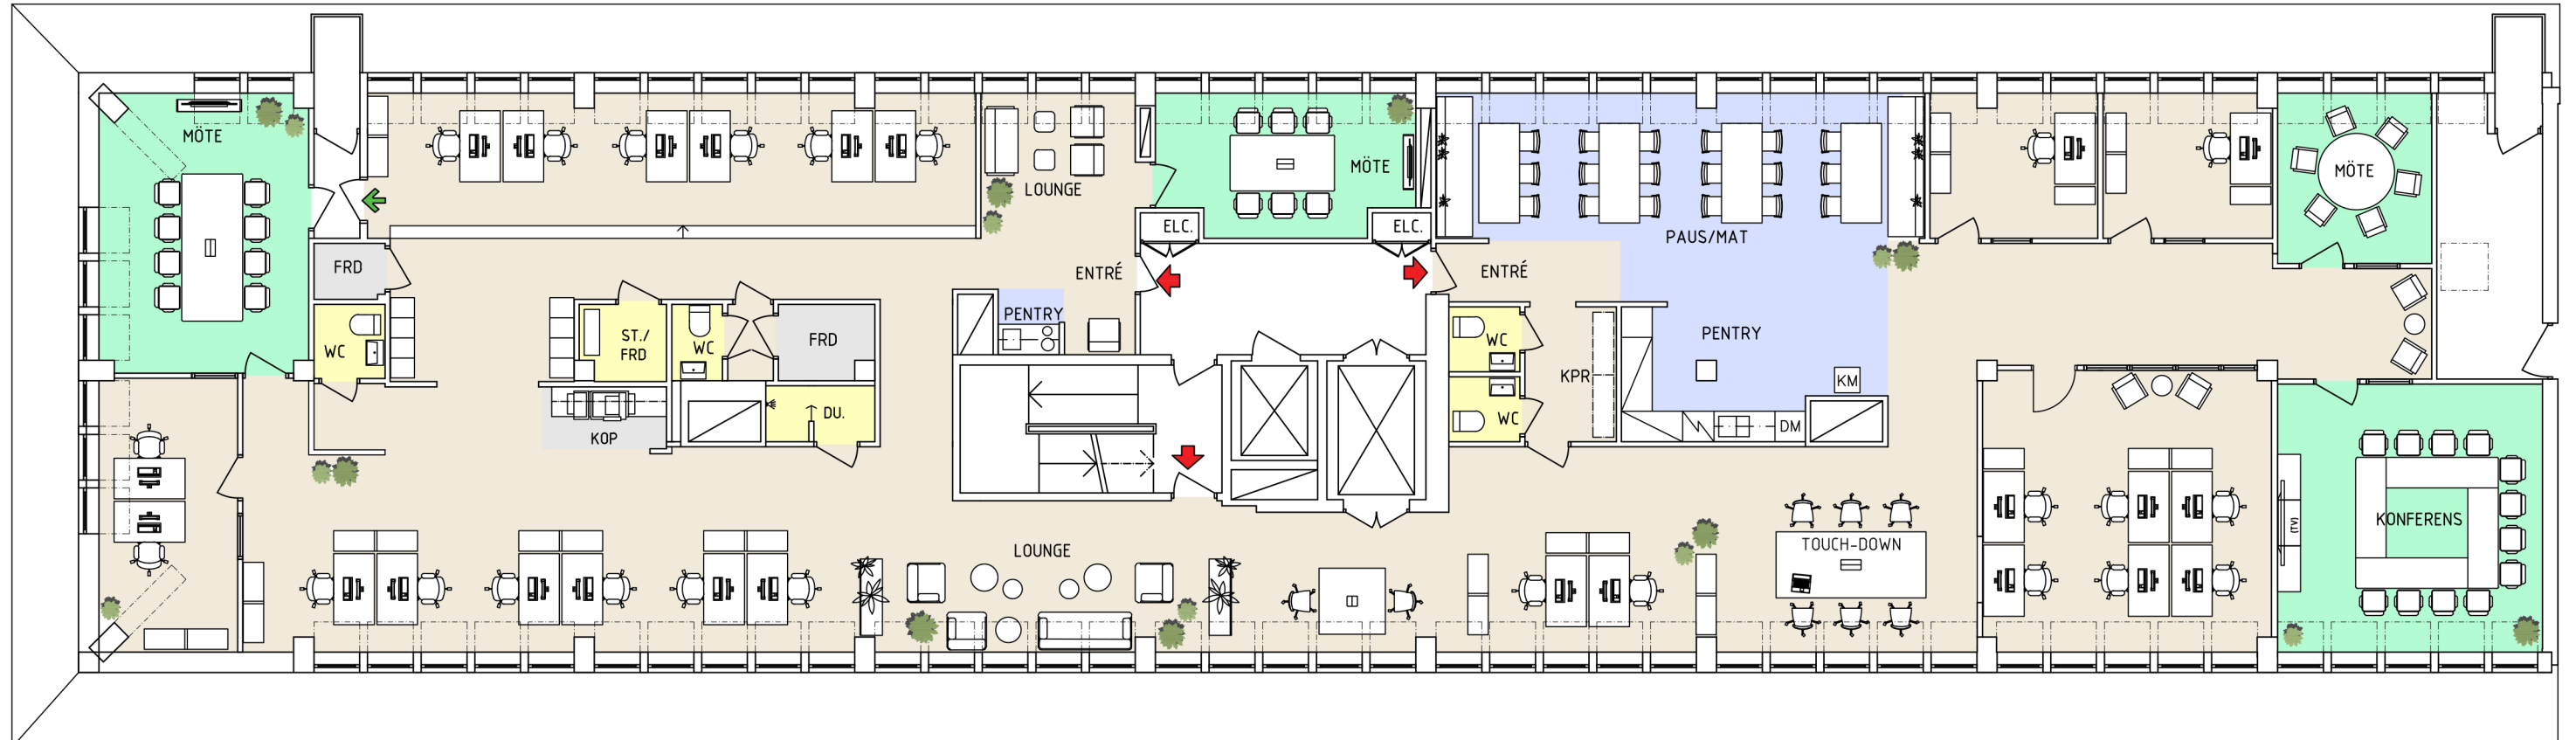 MÖTE
LOUNGE
MÖTE
ELC.
ELC.
PAUS/MAT
MÖTE
FRD
ENTRÉ
ENTRÉ
WC
ST./
FRD
WC
FRD
PENTRY
WC
PENTRY
KPR
KM
WC
DM
KOP
DU.
LOUNGE
TOUCH-DOWN
(TV)
KONFERENS